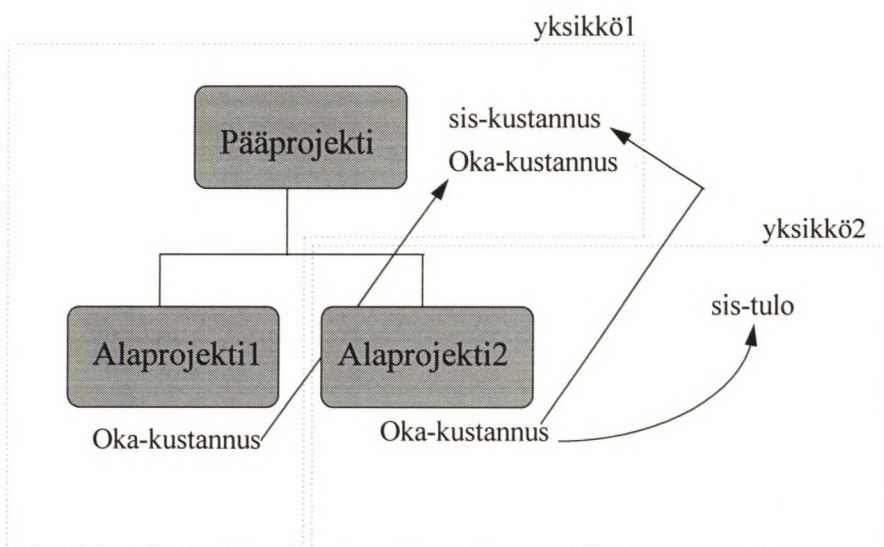 yksikkö1
Pääprojekti
sis-kustannus
Oka-kustannus
yksikkö2
sis-tulo
Alaprojekti1
Alaprojekti2
Oka-kustannus
Oka-kustannus